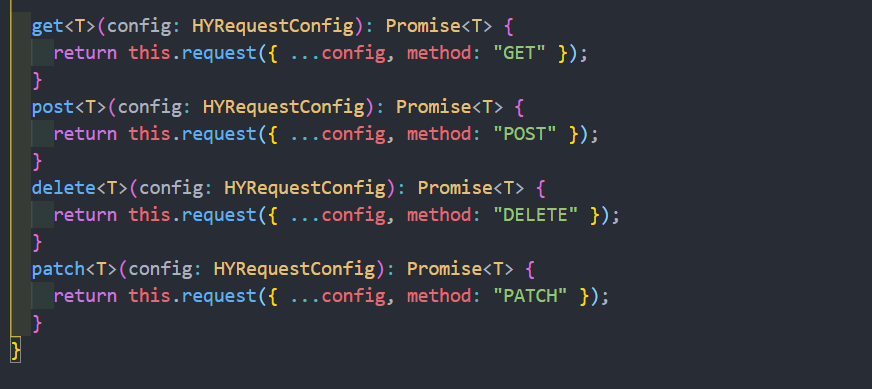 get<T>(config: HYRequestConfig): Promise<T> {
return this.request({ ...config, method: "GET" });
}
post<T>(config: HYRequestConfig): Promise<T> {
return this.request({ ...config, method: "POST" });
}
delete<T>(config: HYRequestConfig): Promise<T> {
return this.request({ ...config, method: "DELETE" });
}
patch<T>(config: HYRequestConfig): Promise<T> {
return this.request({ ...config, method: "PATCH" });
}
}